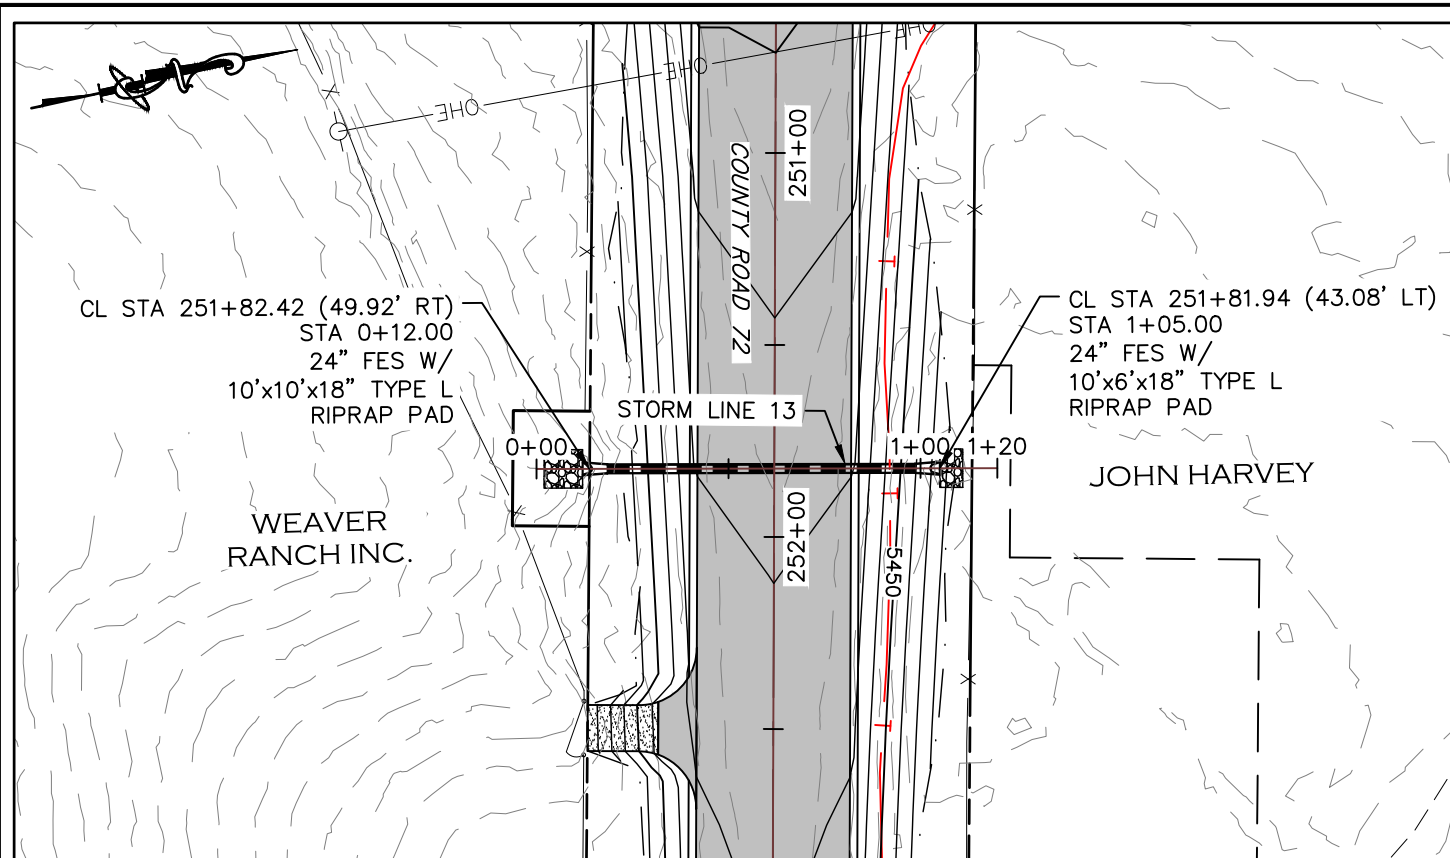 OHE
OHE
OHE
251+00
COUNTY ROAD 72
CL STA 251+82.42 (49.92' RT)
STA 0+12.00
24" FES W/
10'x10'x18" TYPE L
RIPRAP PAD
CL STA 251+81.94 (43.08' LT)
STA 1+05.00
24" FES W/
10'x6'x18" TYPE L
RIPRAP PAD
STORM LINE 13
0+00
1+00
1+20
JOHN HARVEY
WEAVER
RANCH INC.
252+00
5450
T
T
T